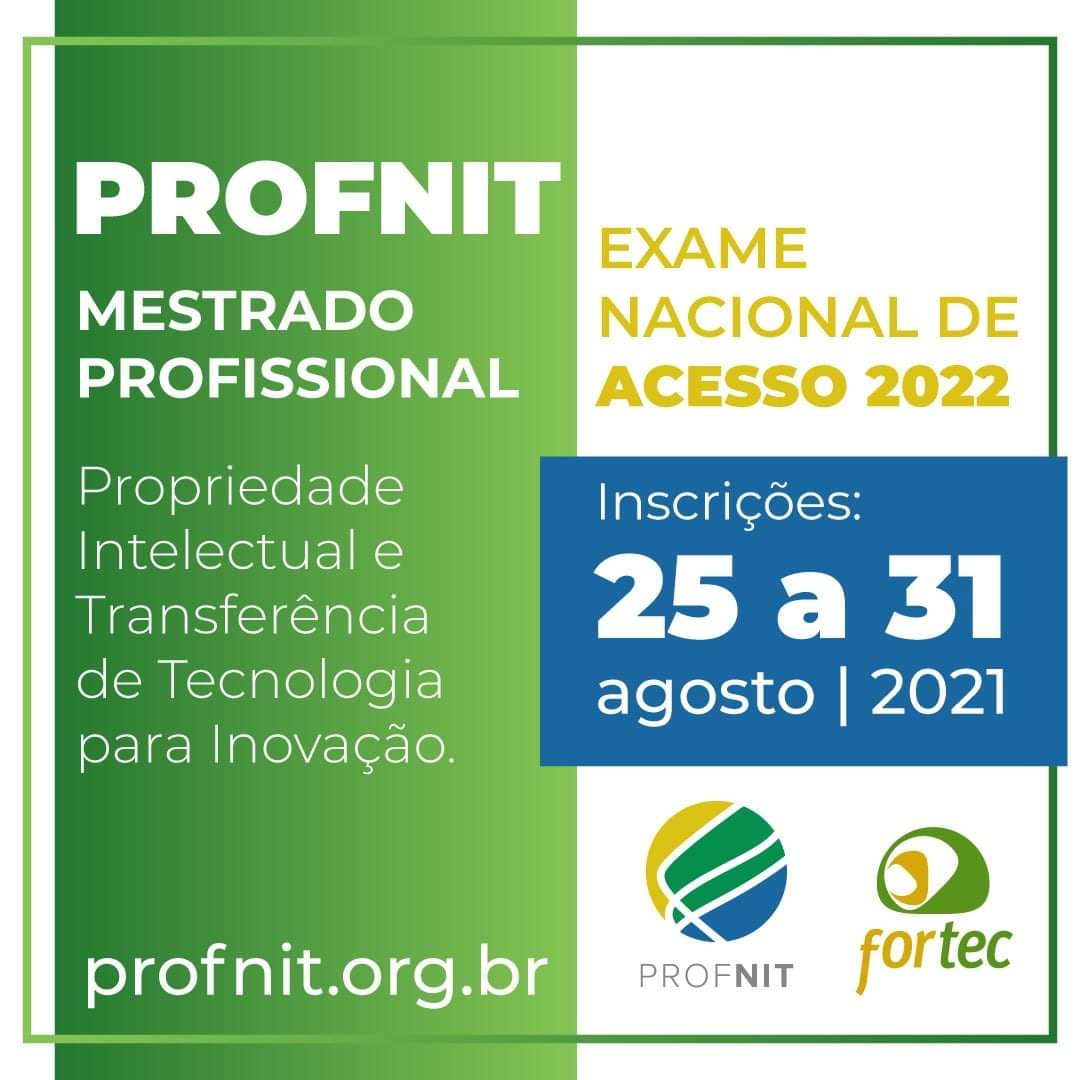 PROFNIT
MESTRADO
PROFISSIONAL
Propriedade
Intelectual e
Transferência
de Tecnologia
para Inovação.
profnit.org.br
EXAME
NACIONAL DE
ACESSO 2022
Inscrições:
25 a 31
agosto | 2021
PROFNIT
fortec